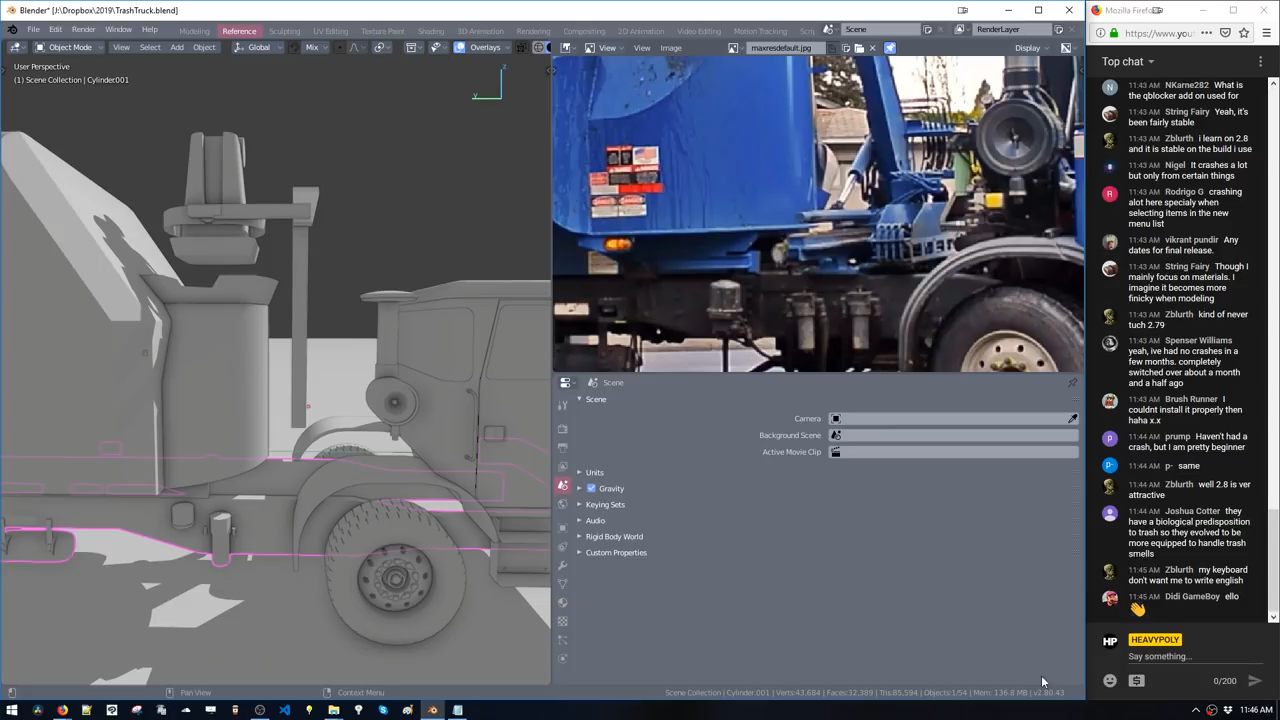 Blender* [J:\Dropbox\2019\TrashTruck.blend]
File Edit Render Window Help
Modeling Reference Sculpting UV Editing Texture Paint Shading 3D-Animation Rendering Compositing 2D Animation Video Editing Motion Tracking Scri
Scene
RenderLayer
Object Mode View Select Add Object Global Mix Overlays
View View Image maxresdefault.jpg Display
User Perspective
(1) Scene Collection | Cylinder001
z
Y
Scene
Scene
Camera
Background Scene
Active Movie Clip
Units
Gravity
Keying Sets
Audio
Rigid Body World
Custom Properties
Pan View
Context Menu
Scene Collection | Cylinder:001 | Verts:43,684 | Faces:32,389 | Tris:85,594 | Objects:1/54 | Mem: 136.8 MB | v2.80.43
Mozilla Firefo
https://www.you
Top chat
N 11:43 AM NKarne282 What is
the qblocker add on used for
11:43 AM String Fairy Yeah, it's
been fairly stable
11:43 AM Zblurth i learn on 2.8
and it is stable on the build i use
11:43 AM Nigel It crashes a lot
but only from certain things
R 11:43 AM Rodrigo G crashing
alot here specialy when
selecting items in the new
menu list
11:43 AM vikrant pundir Any
dates for final release.
11:43 AM String Fairy Though I
mainly focus on materials. I
imagine it becomes more
finicky when modeling
11:43 AM Zblurth kind of never
tuch 2.79
11:43 AM Spenser Williams
yeah, ive had no crashes in a
few months. completely
switched over about a month
and a half ago
11:43 AM Brush Runner I
couldnt install it properly then
haha x.x
P 11:44 AM prump Haven't had a
crash, but I am pretty beginner
P- 11:44 AM p- same
11:44 AM Zblurth well 2.8 is ver
attractive
11:44 AM Joshua Cotter they
have a biological predisposition
to trash so they evolved to be
more equipped to handle trash
smells
11:45 AM Zblurth my keyboard
don't want me to write english
11:45 AM Didi GameBoy ello
👋
HP HEAVYPOLY
Say something...
0/200
11:46 AM